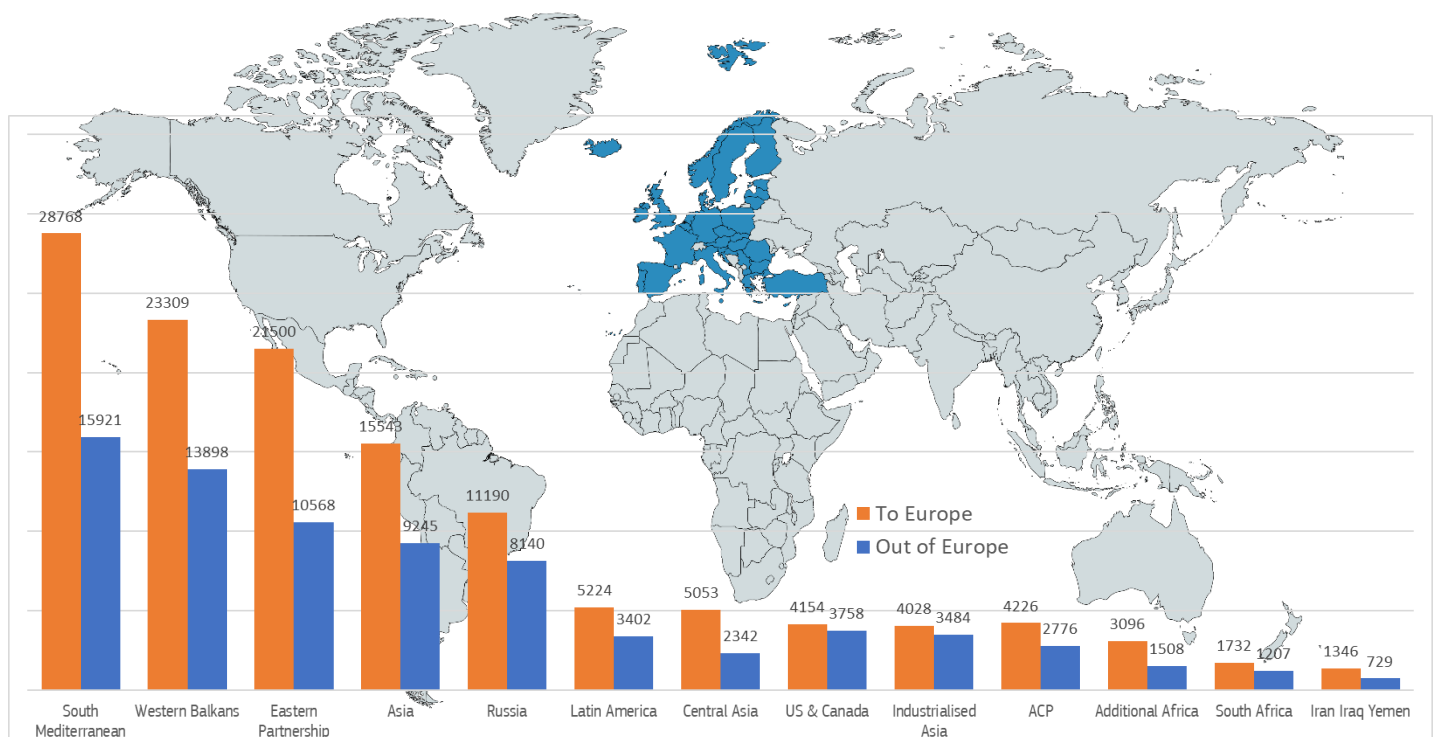 28768
15921
23309
13898
21500
10568
15543
9245
11190
8140
5224
3402
5053
2342
4154
3758
4028
3484
4226
2776
3096
1508
1732
1207
1346
729
To Europe
Out of Europe
South
Mediterranean
Western Balkans
Eastern
Partnership
Asia
Russia
Latin America
Central Asia
US & Canada
Industrialised
Asia
ACP
Additional Africa
South Africa
Iran Iraq Yemen